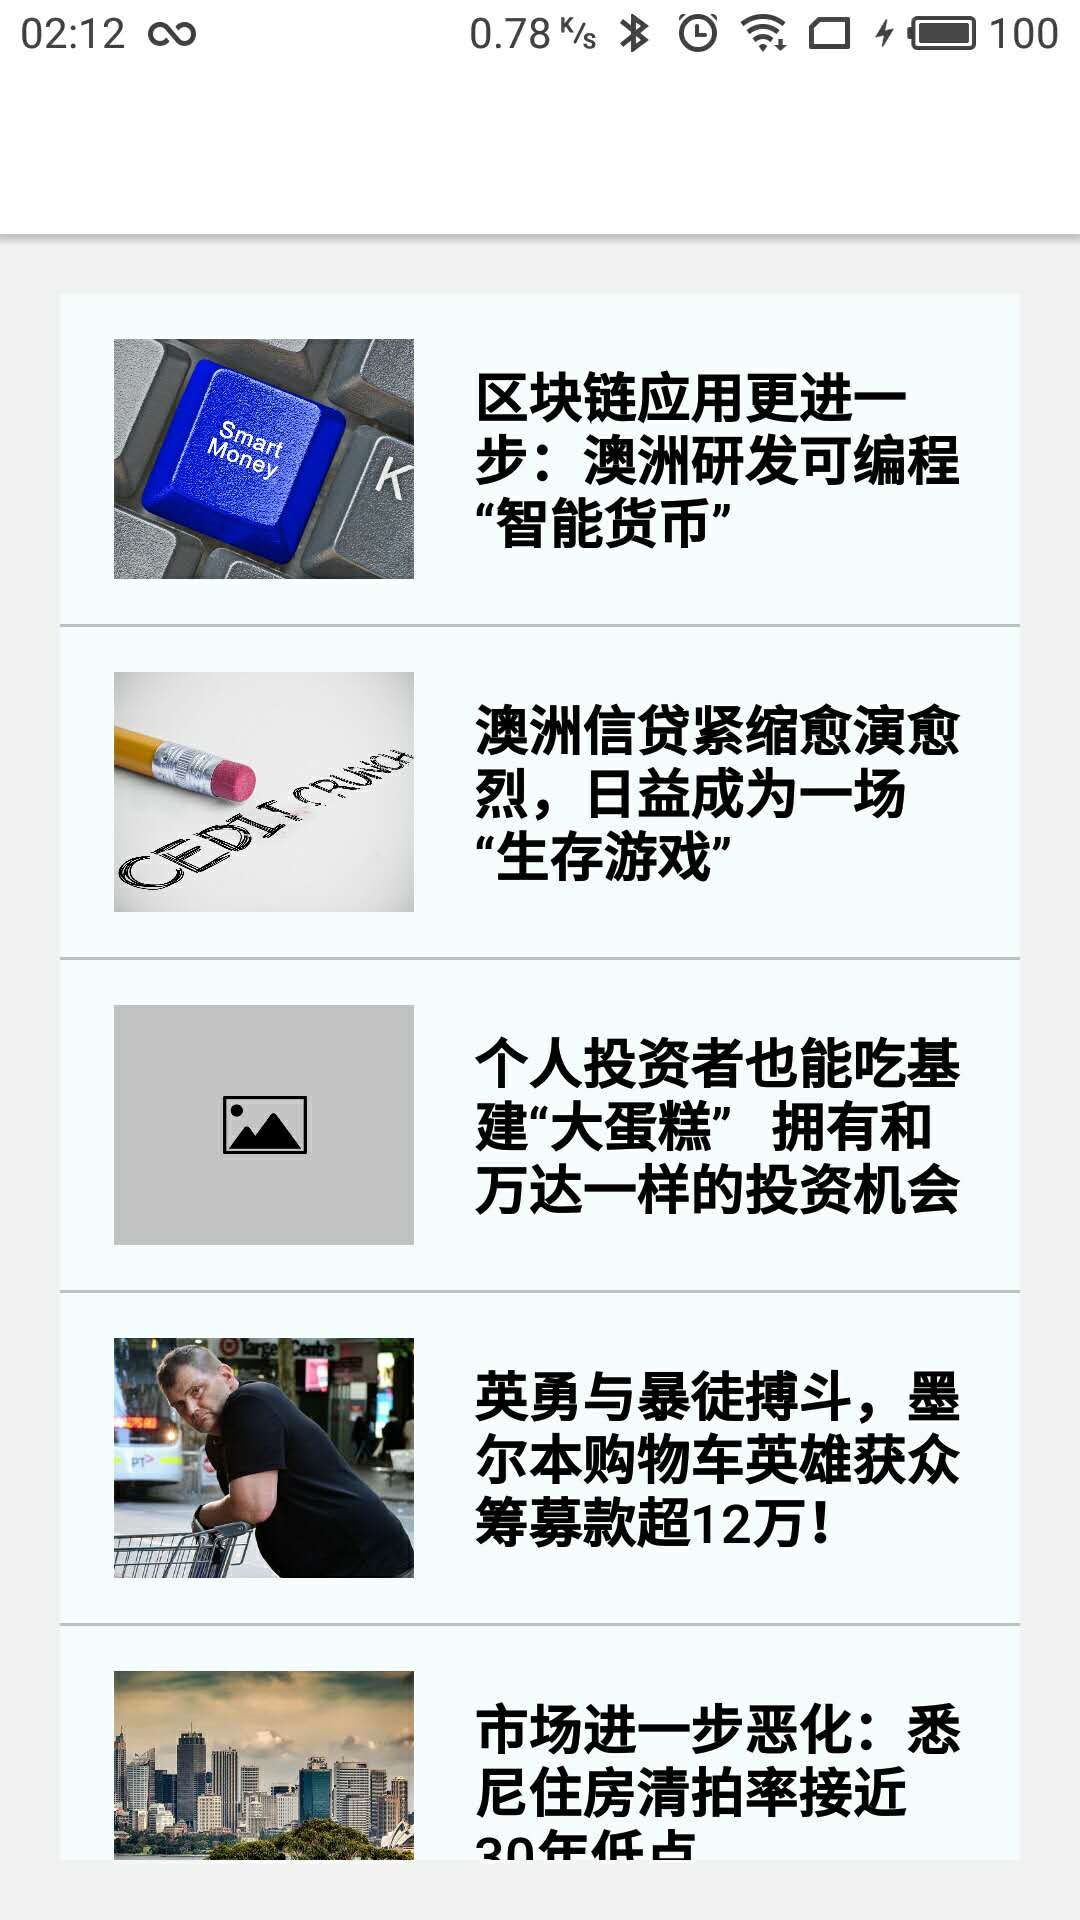 02:12
0.78 K/s
100
Smart
Money
K
区块链应用更进一
步：澳洲研发可编程
“智能货币”
CEDIT CRUNCH
澳洲信贷紧缩愈演愈
烈，日益成为一场
“生存游戏”
个人投资者也能吃基
建“大蛋糕” 拥有和
万达一样的投资机会
Target Centre
PT>
英勇与暴徒搏斗，墨
尔本购物车英雄获众
筹募款超12万！
市场进一步恶化：悉
尼住房清拍率接近
30年低点